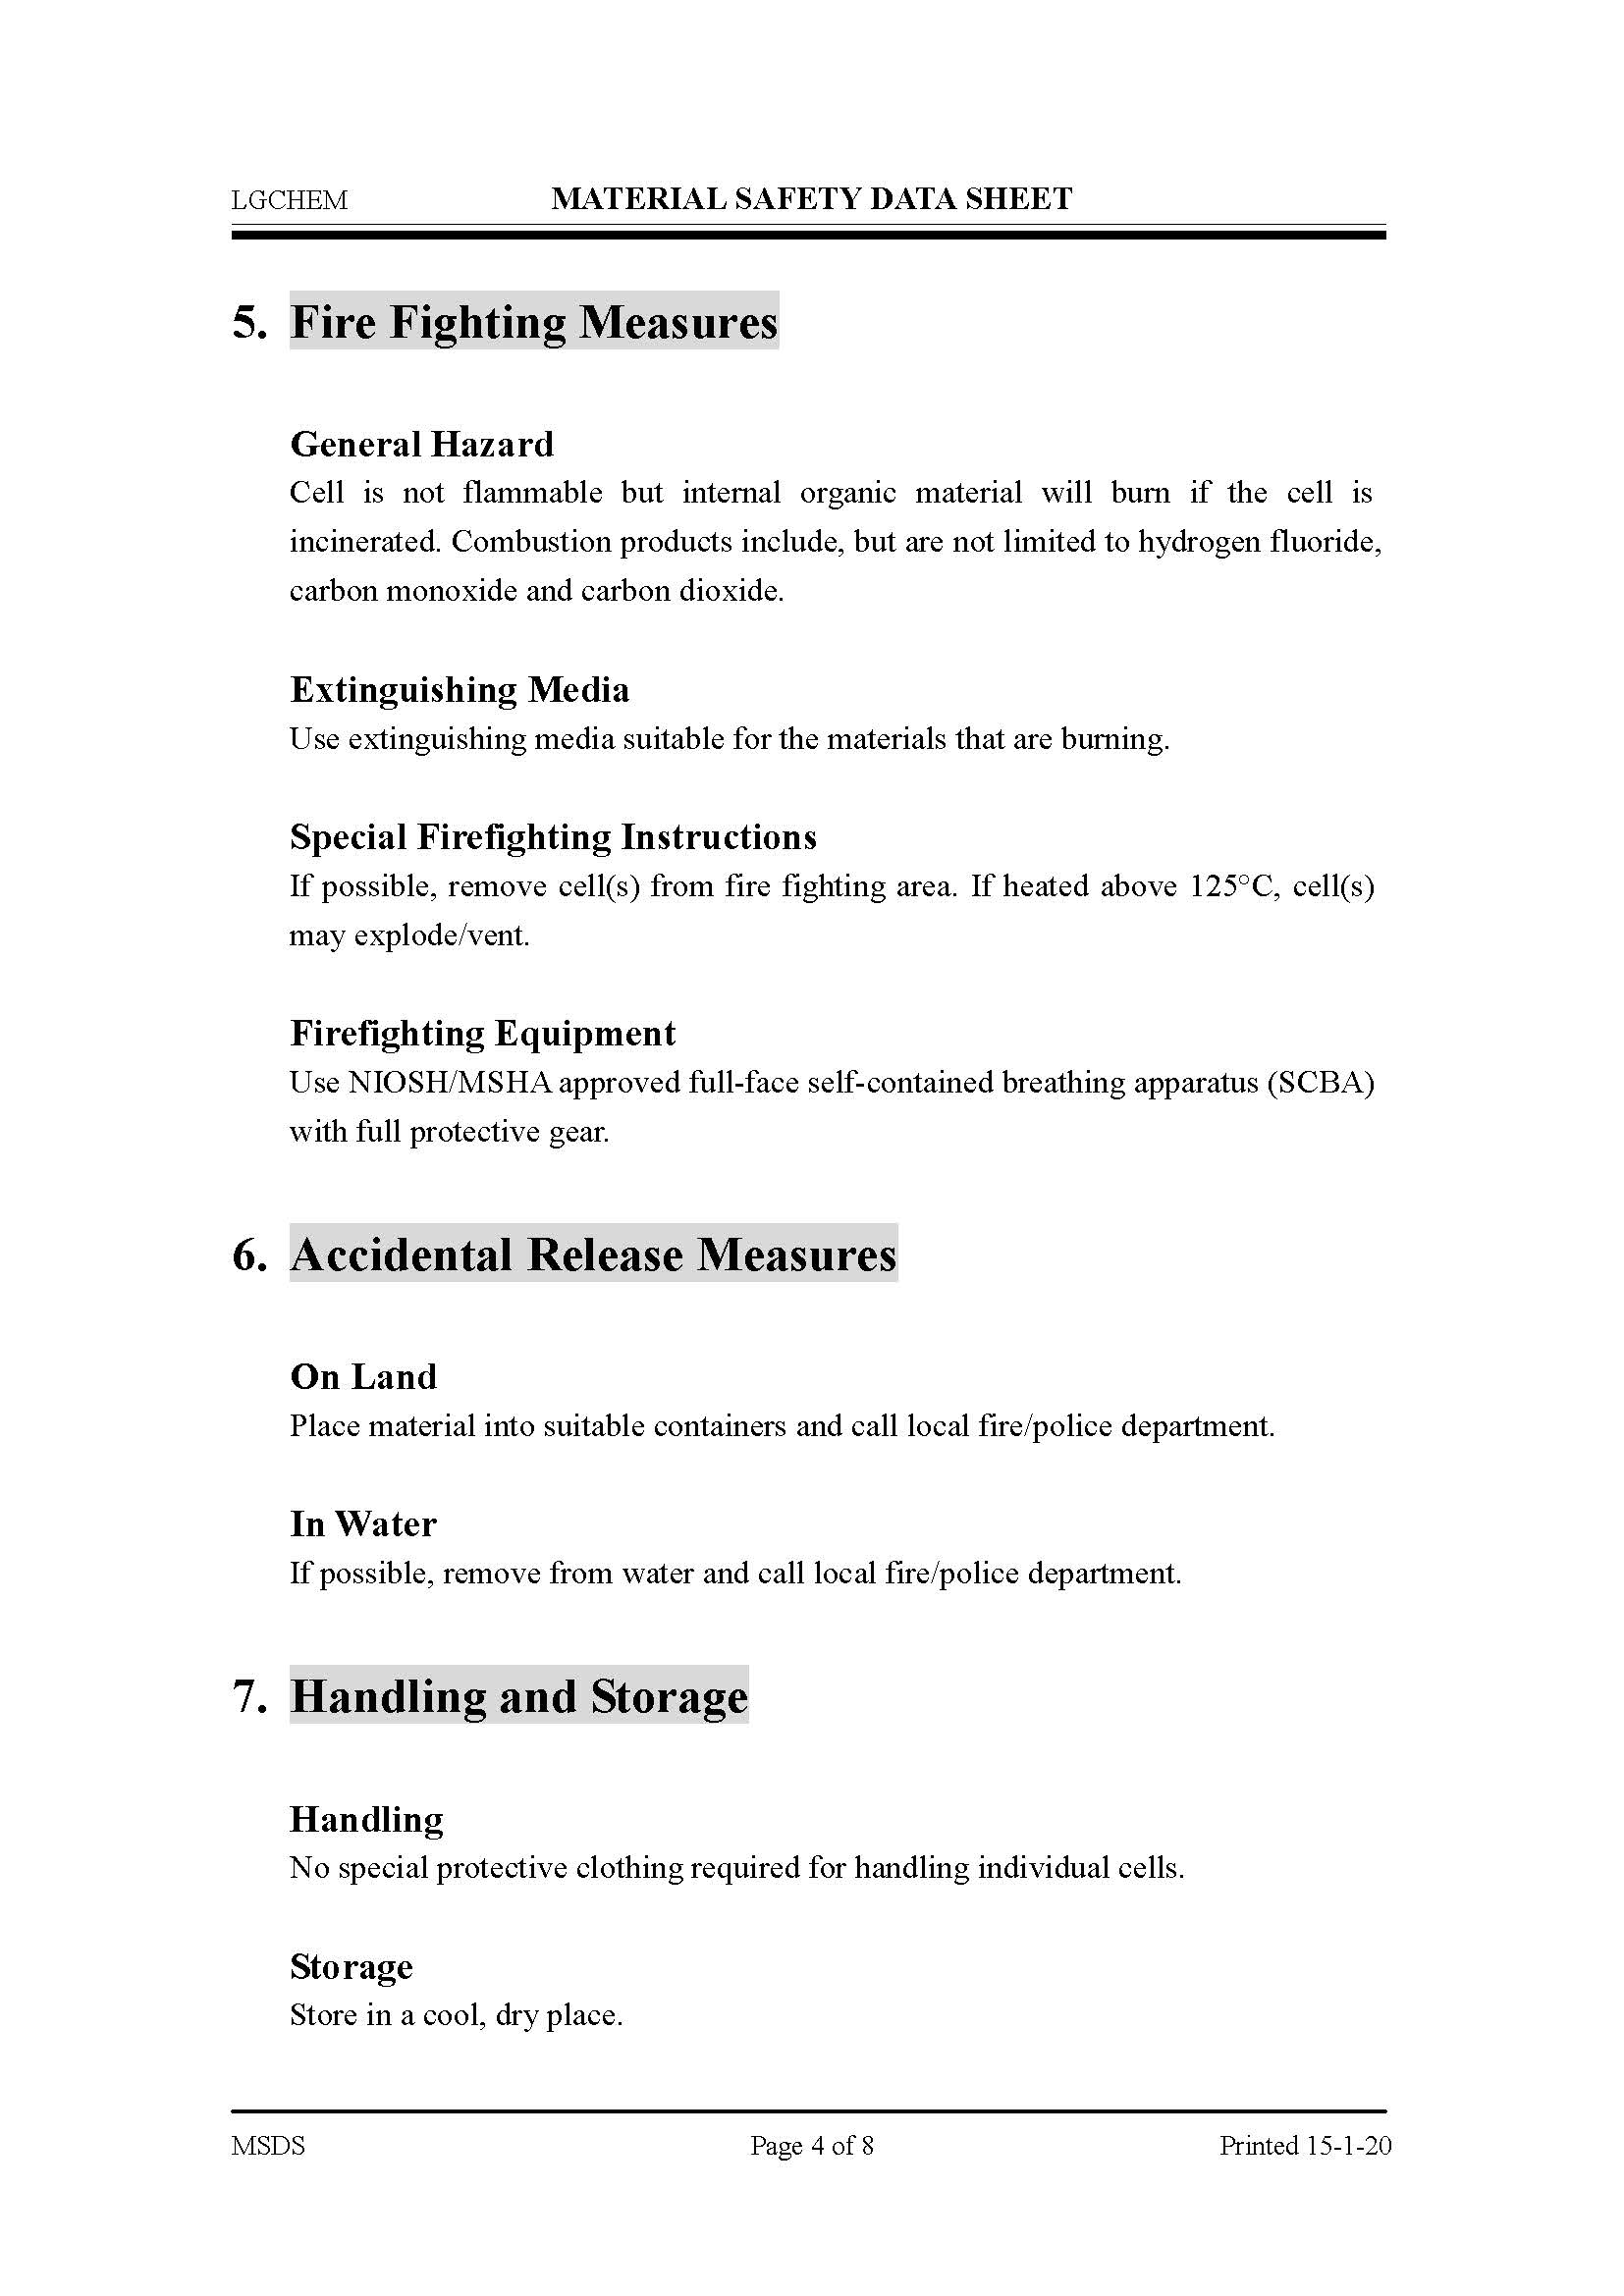 LGCHEM MATERIAL SAFETY DATA SHEET
5. Fire Fighting Measures
General Hazard
Cell is not flammable but internal organic material will burn if the cell is
incinerated. Combustion products include, but are not limited to hydrogen fluoride,
carbon monoxide and carbon dioxide.
Extinguishing Media
Use extinguishing media suitable for the materials that are burning.
Special Firefighting Instructions
If possible, remove cell(s) from fire fighting area. If heated above 125°C, cell(s)
may explode/vent.
Firefighting Equipment
Use NIOSH/MSHA approved full-face self-contained breathing apparatus (SCBA)
with full protective gear.
6. Accidental Release Measures
On Land
Place material into suitable containers and call local fire/police department.
In Water
If possible, remove from water and call local fire/police department.
7. Handling and Storage
Handling
No special protective clothing required for handling individual cells.
Storage
Store in a cool, dry place.
MSDS Page 4 of 8 Printed 15-1-20